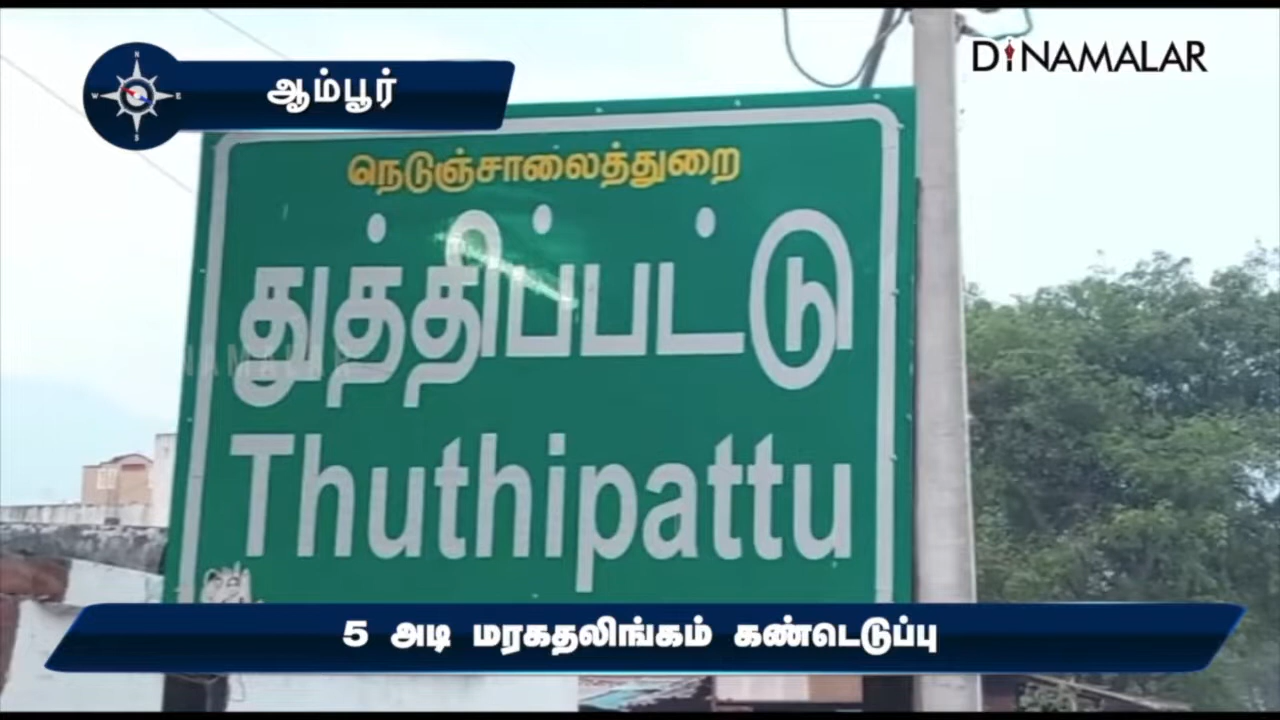 ஆம்பூர்
DINAMALAR
நெடுஞ்சாலைத்துறை
துத்திப்பட்டு
Thuthipattu
5 அடி மரகதலிங்கம் கண்டெடுப்பு